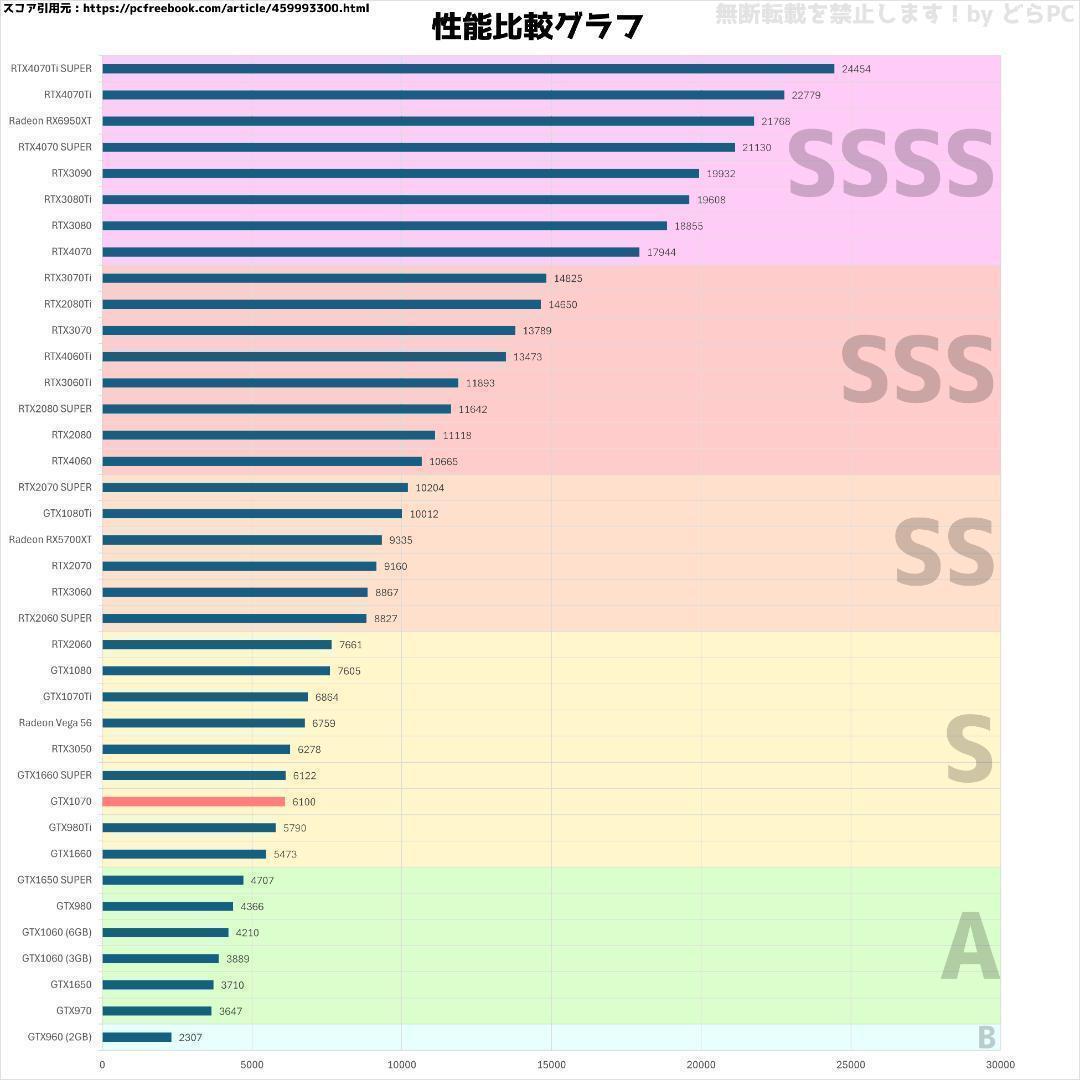 スコア引用元：https://pcfreebook.com/article/459993300.html
無断転載を禁止します！by どらPC
性能比較グラフ
RTX4070Ti SUPER 24454
RTX4070Ti 22779
Radeon RX6950XT 21768
RTX4070 SUPER 21130
SSSS
RTX3090 19932
RTX3080Ti 19608
RTX3080 18855
RTX4070 17944
RTX3070Ti 14825
RTX2080Ti 14650
RTX3070 13789
RTX4060Ti 13473
SSS
RTX3060Ti 11893
RTX2080 SUPER 11642
RTX2080 11118
RTX4060 10665
RTX2070 SUPER 10204
GTX1080Ti 10012
Radeon RX5700XT 9335
SS
RTX2070 9160
RTX3060 8867
RTX2060 SUPER 8827
RTX2060 7661
GTX1080 7605
GTX1070Ti 6864
Radeon Vega 56 6759
RTX3050 6278
S
GTX1660 SUPER 6122
GTX1070 6100
GTX980Ti 5790
GTX1660 5473
GTX1650 SUPER 4707
GTX980 4366
GTX1060 (6GB) 4210
A
GTX1060 (3GB) 3889
GTX1650 3710
GTX970 3647
GTX960 (2GB) 2307
B
0 5000 10000 15000 20000 25000 30000